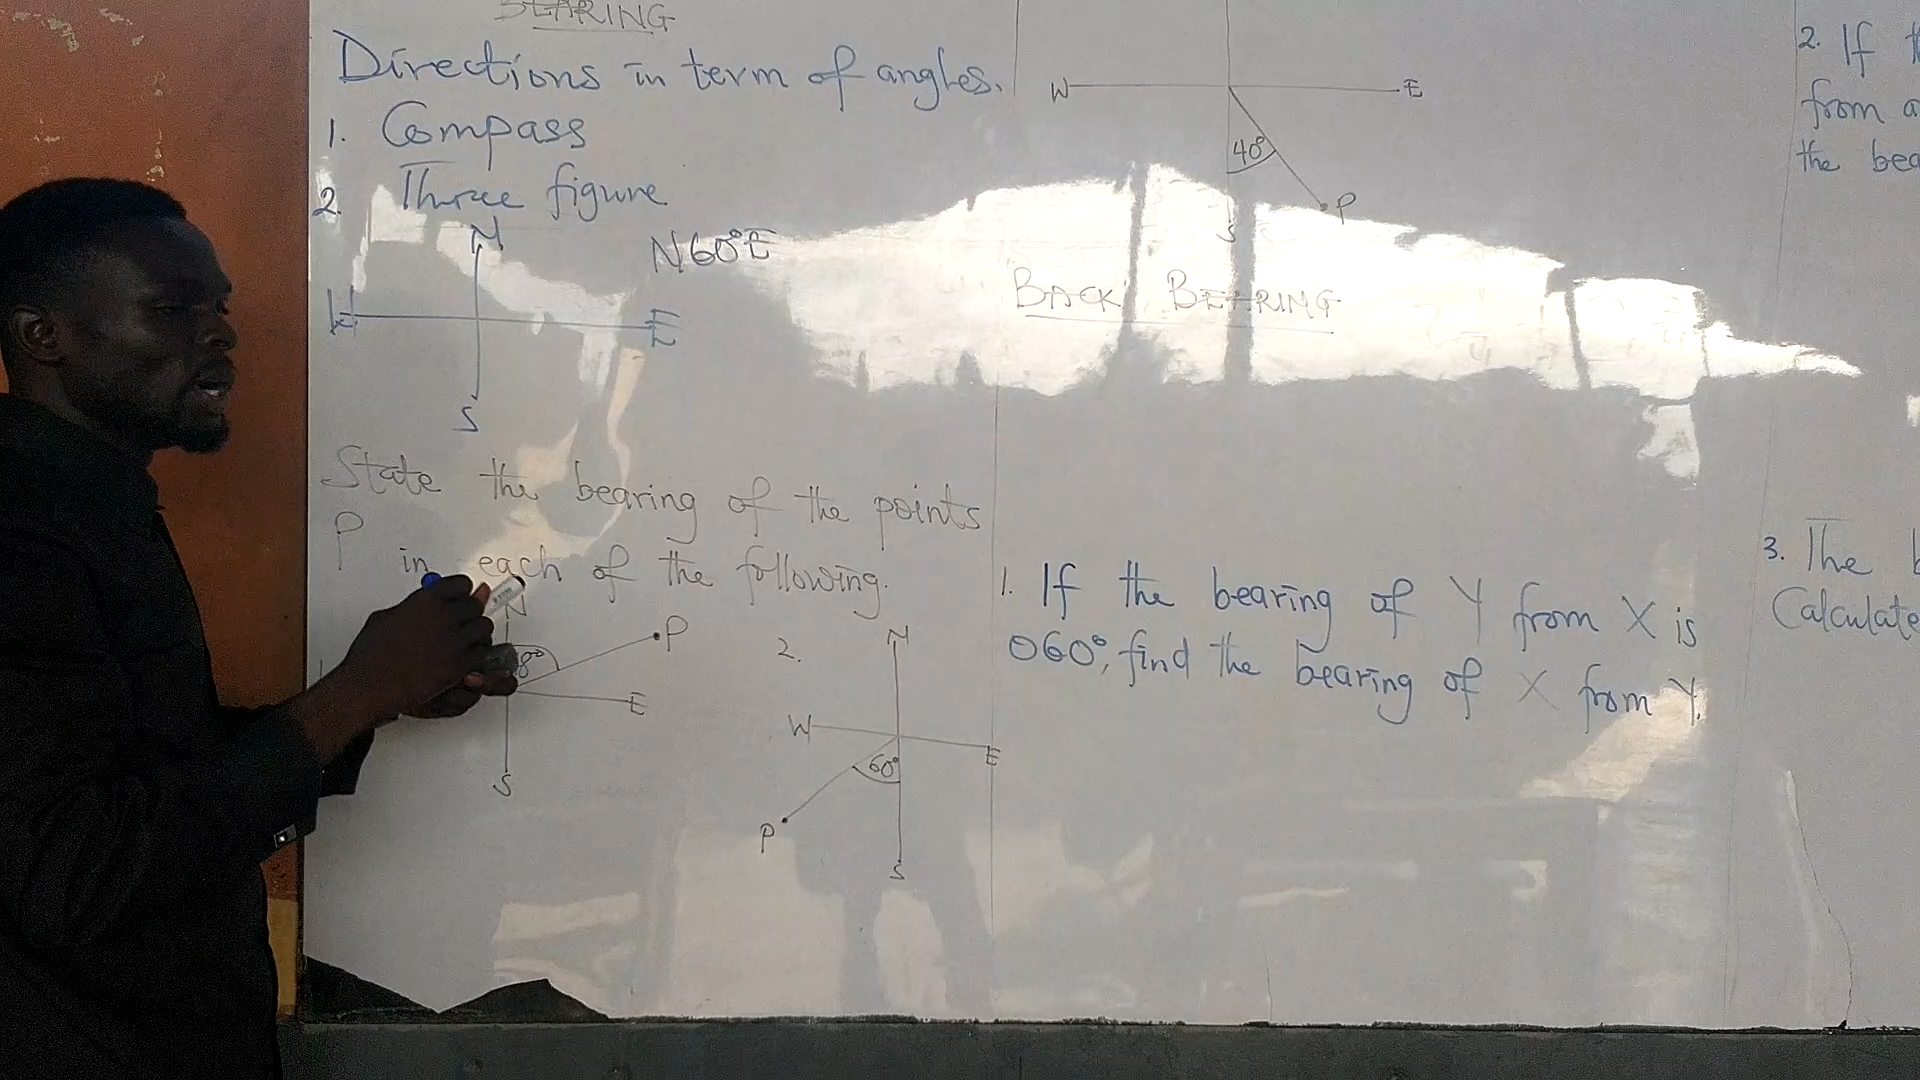 BEARING
Directions in term of angles.
1. Compass
2. Three figure
N
N60°E
W
E
S
State the bearing of the points
P in each of the following.
N
P
8°
E
S
2.
N
W
E
60°
P
S
W
E
40°
P
S
BACK BEARING
1. If the bearing of Y from X is
060°, find the bearing of X from Y.
2. If
from
the
3. The
Calculate